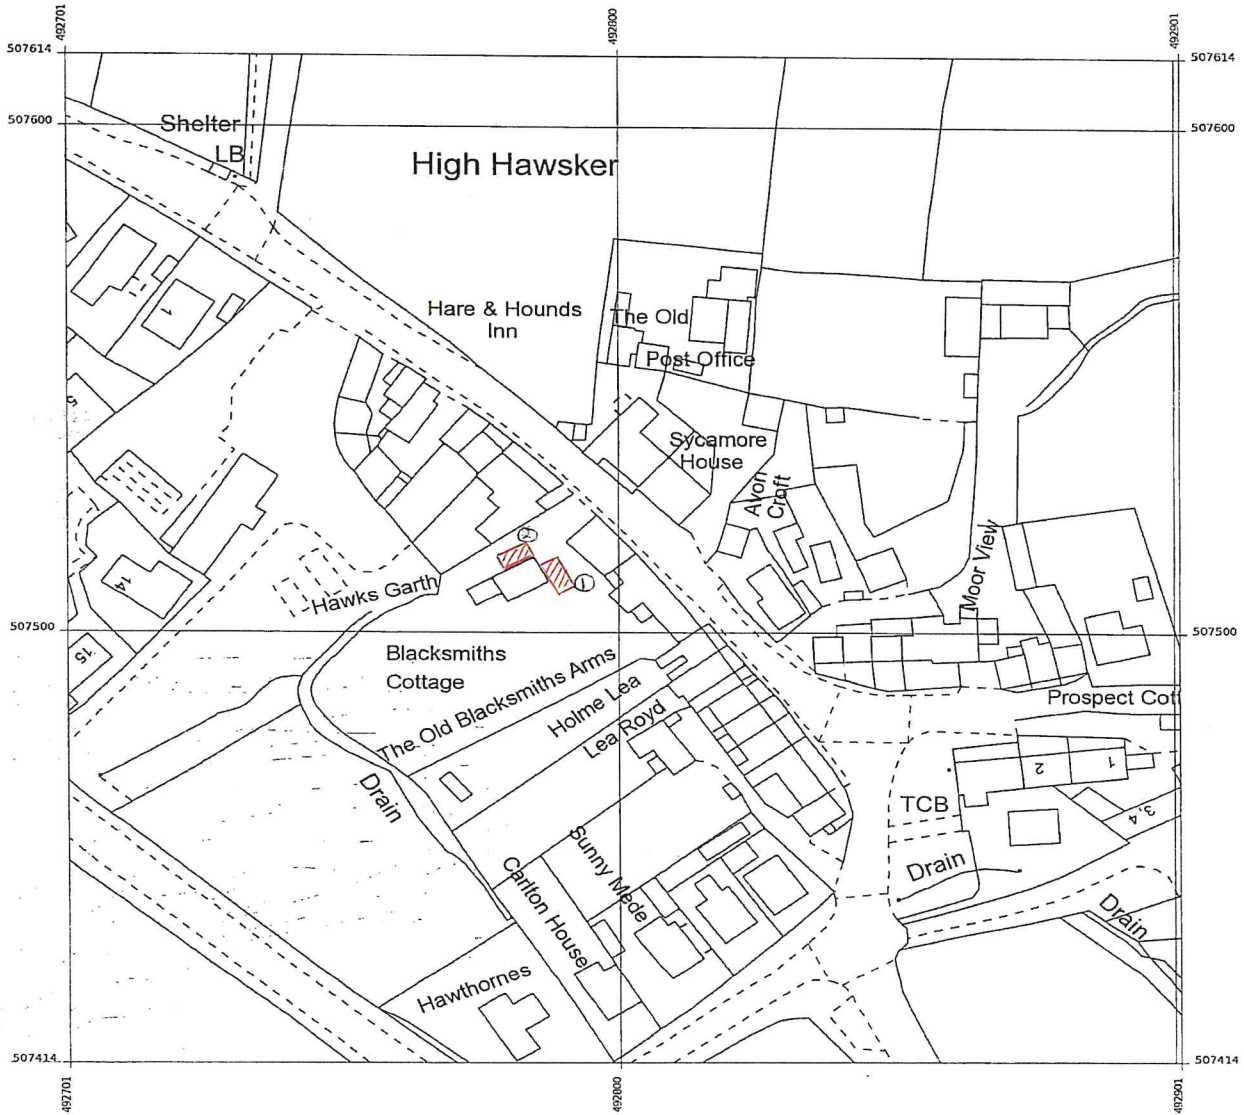 492701
492800
492901
507614
507614
507600
507600
Shelter
LB
High Hawsker
Hare & Hounds
Inn
The Old
Post Office
1
5
Sycamore
House
Avon
Croft
Moor View
1
14
Hawks Garth
507500
507500
15
Blacksmiths
Cottage
The Old Blacksmiths Arms
Holme Lea
Lea Royd
Prospect Cott
2
1
TCB
3,4
Drain
Drain
Drain
Sunny Mede
Carlton House
Hawthornes
507414
507414
492701
492800
492901